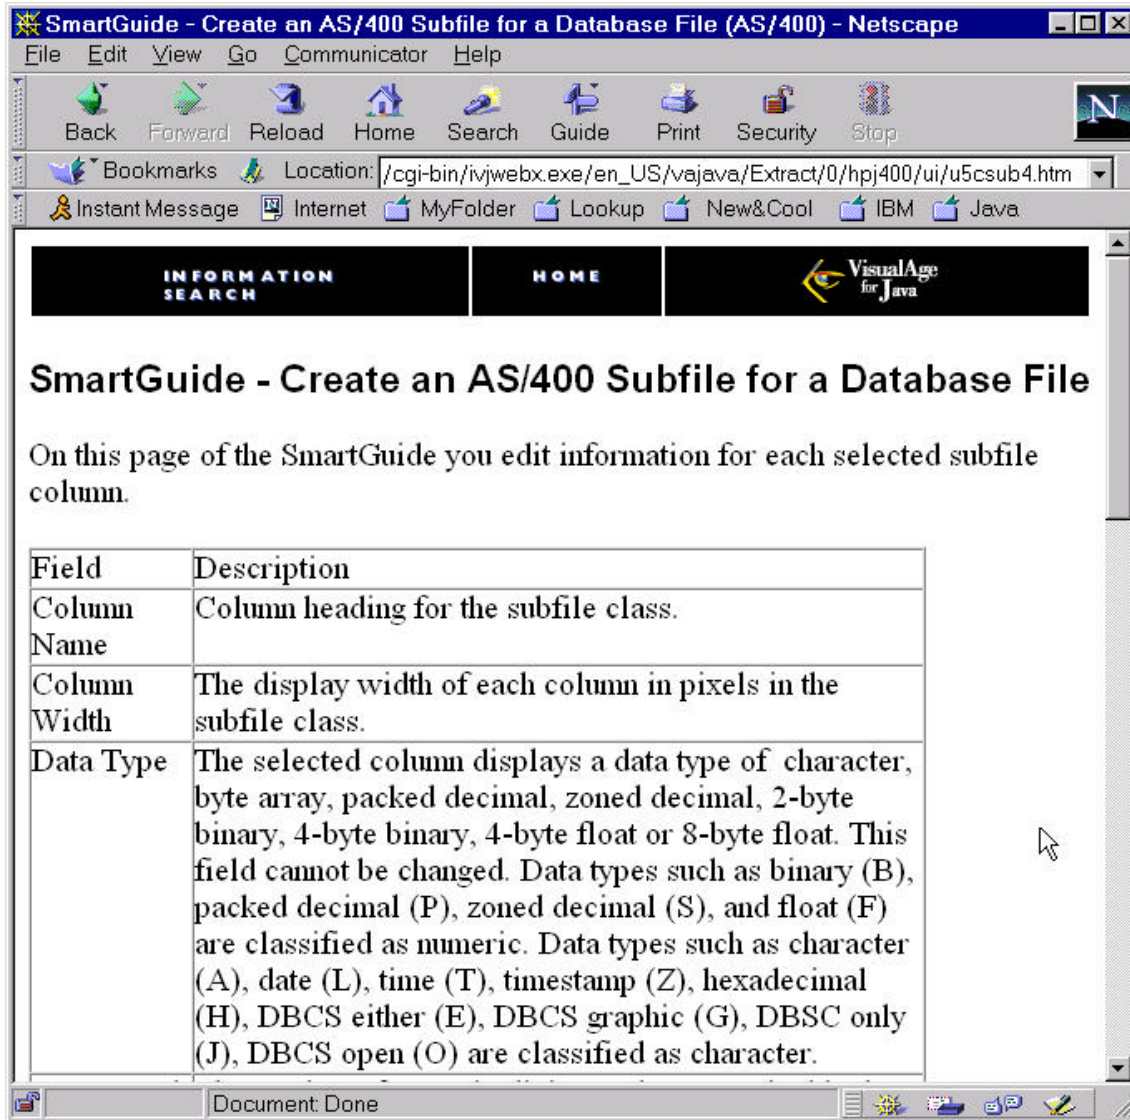 SmartGuide - Create an AS/400 Subfile for a Database File (AS/400) - Netscape
File Edit View Go Communicator Help
Back Forward Reload Home Search Guide Print Security Stop
N
Bookmarks Location: /cgi-bin/ivjwebx.exe/en_US/vajava/Extract/0/hpj400/ui/u5csub4.htm
Instant Message Internet MyFolder Lookup New&Cool IBM Java
INFORMATION
SEARCH
HOME
VisualAge
for Java
SmartGuide - Create an AS/400 Subfile for a Database File
On this page of the SmartGuide you edit information for each selected subfile
column.
Field Description
Column Name
Column heading for the subfile class.
Column Width
The display width of each column in pixels in the
subfile class.
Data Type
The selected column displays a data type of character,
byte array, packed decimal, zoned decimal, 2-byte
binary, 4-byte binary, 4-byte float or 8-byte float. This
field cannot be changed. Data types such as binary (B),
packed decimal (P), zoned decimal (S), and float (F)
are classified as numeric. Data types such as character
(A), date (L), time (T), timestamp (Z), hexadecimal
(H), DBCS either (E), DBCS graphic (G), DBSC only
(J), DBCS open (O) are classified as character.
Document: Done